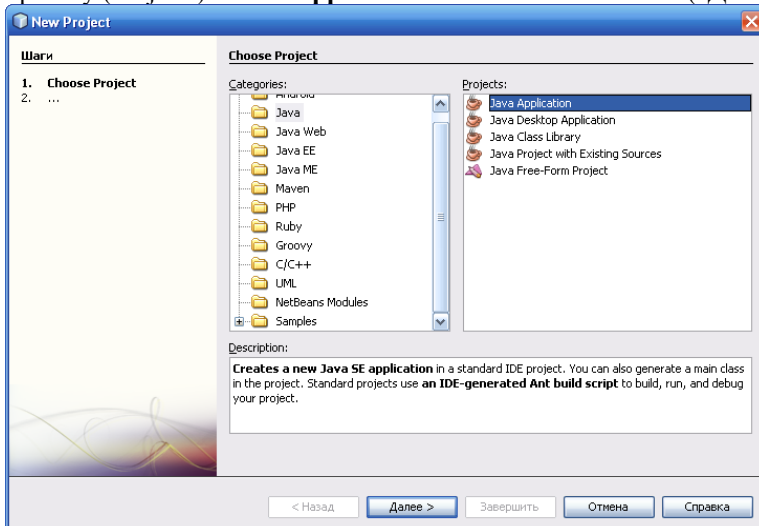 New Project
Шаги
1. Choose Project
2. ...
Choose Project
Categories:
Android
Java
Java Web
Java EE
Java ME
Maven
PHP
Ruby
Groovy
C/C++
UML
NetBeans Modules
Samples
Projects:
Java Application
Java Desktop Application
Java Class Library
Java Project with Existing Sources
Java Free-Form Project
Description:
Creates a new Java SE application in a standard IDE project. You can also generate a main class
in the project. Standard projects use an IDE-generated Ant build script to build, run, and debug
your project.
< Назад
Далее >
Завершить
Отмена
Справка